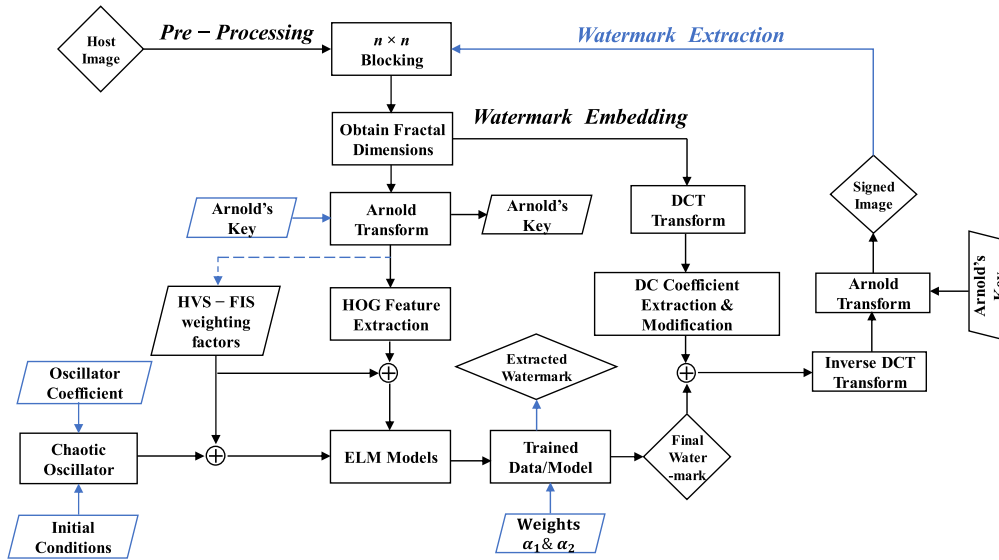 Host
Image
Pre − Processing
n × n
Blocking
Watermark Extraction
Obtain Fractal
Dimensions
Watermark Embedding
Arnold's
Key
Arnold
Transform
Arnold's
Key
DCT
Transform
Signed
Image
HVS − FIS
weighting
factors
HOG Feature
Extraction
DC Coefficient
Extraction &
Modification
Arnold
Transform
Arnold's
Key
Oscillator
Coefficient
Extracted
Watermark
Inverse DCT
Transform
Chaotic
Oscillator
ELM Models
Trained
Data/Model
Final
Water
-mark
Initial
Conditions
Weights
α₁& α₂